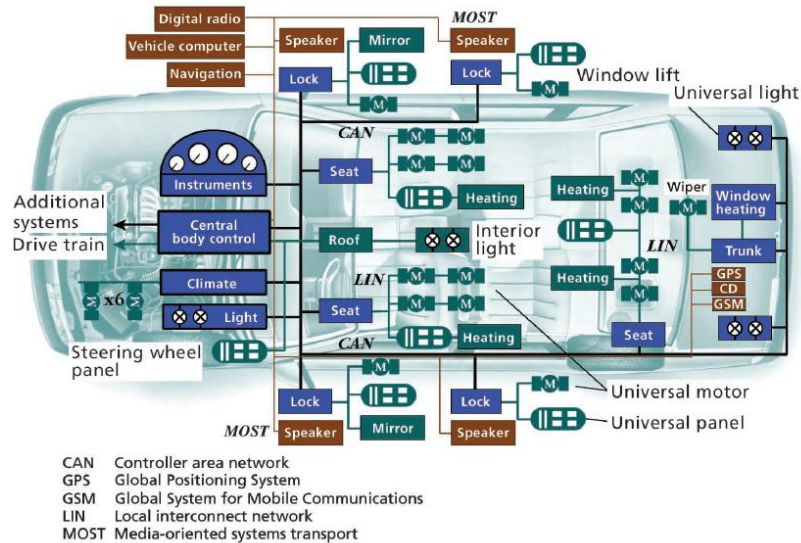 Digital radio
Vehicle computer
Navigation
Speaker
Mirror
MOST
Speaker
Lock
Lock
M
M
Window lift
Universal light
CAN
Instruments
Seat
M M
M M
Heating
Heating
M
M
Wiper
M
Window
heating
Additional
systems
Drive train
Central
body control
Roof
Interior
light
LIN
Trunk
Climate
LIN
M M
M M
Heating
M
M
GPS
CD
GSM
M x6 M
Light
Seat
CAN
Heating
Seat
Steering wheel
panel
Lock
M
Lock
M
Universal motor
Universal panel
MOST
Speaker
Mirror
Speaker
CAN Controller area network
GPS Global Positioning System
GSM Global System for Mobile Communications
LIN Local interconnect network
MOST Media-oriented systems transport